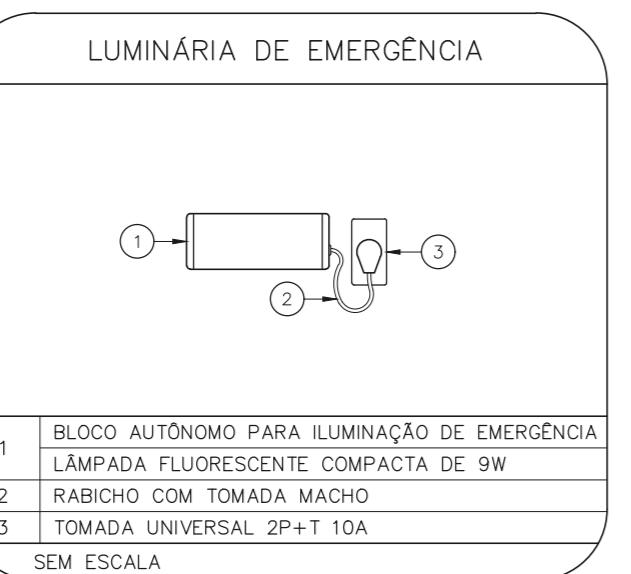 LUMINÁRIA DE EMERGÊNCIA
1
3
2
1
BLOCO AUTÔNOMO PARA ILUMINAÇÃO DE EMERGÊNCIA
LÂMPADA FLUORESCENTE COMPACTA DE 9W
2 RABICHO COM TOMADA MACHO
3 TOMADA UNIVERSAL 2P+T 10A
SEM ESCALA